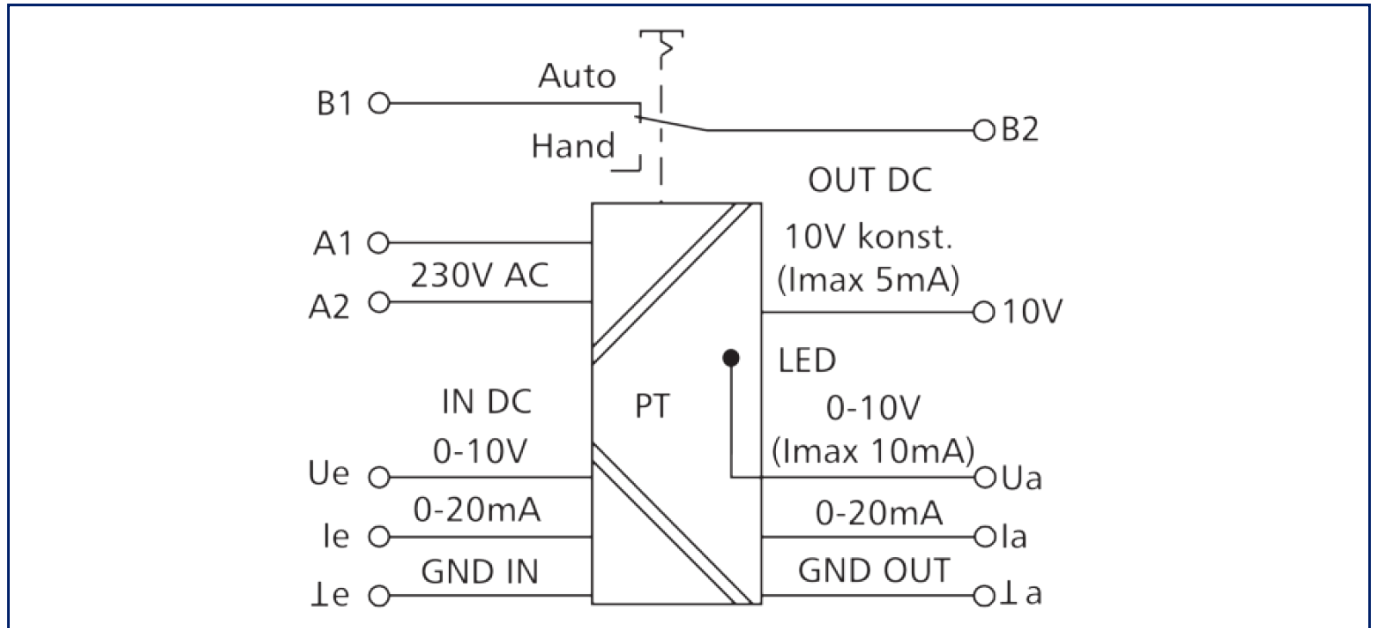 Auto
B1
B2
Hand
OUT DC
A1
10V konst.
230V AC
(Imax 5mA)
A2
10V
LED
IN DC
PT
0-10V
0-10V
(Imax 10mA)
Ue
Ua
0-20mA
0-20mA
Ie
Ia
GND IN
GND OUT
⊥e
⊥a